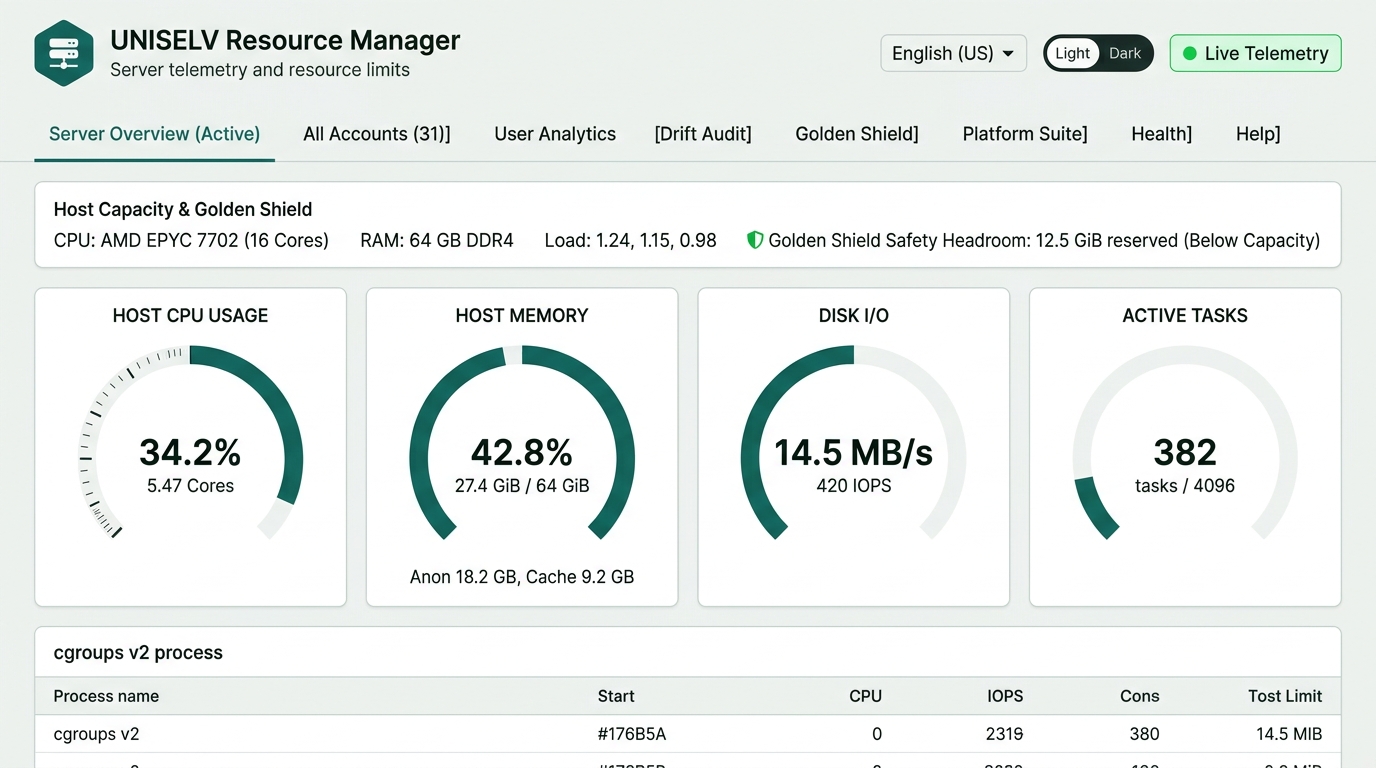 UNISELV Resource Manager
Server telemetry and resource limits
English (US)
Light Dark
Live Telemetry
Server Overview (Active) All Accounts (31)] User Analytics [Drift Audit] Golden Shield] Platform Suite] Health] Help]
Host Capacity & Golden Shield
CPU: AMD EPYC 7702 (16 Cores) RAM: 64 GB DDR4 Load: 1.24, 1.15, 0.98 Golden Shield Safety Headroom: 12.5 GiB reserved (Below Capacity)
HOST CPU USAGE
34.2%
5.47 Cores
HOST MEMORY
42.8%
27.4 GiB / 64 GiB
Anon 18.2 GB, Cache 9.2 GB
DISK I/O
14.5 MB/s
420 IOPS
ACTIVE TASKS
382
tasks / 4096
cgroups v2 process
Process name Start CPU IOPS Cons Tost Limit
cgroups v2 #176B5A 0 2319 380 14.5 MIB